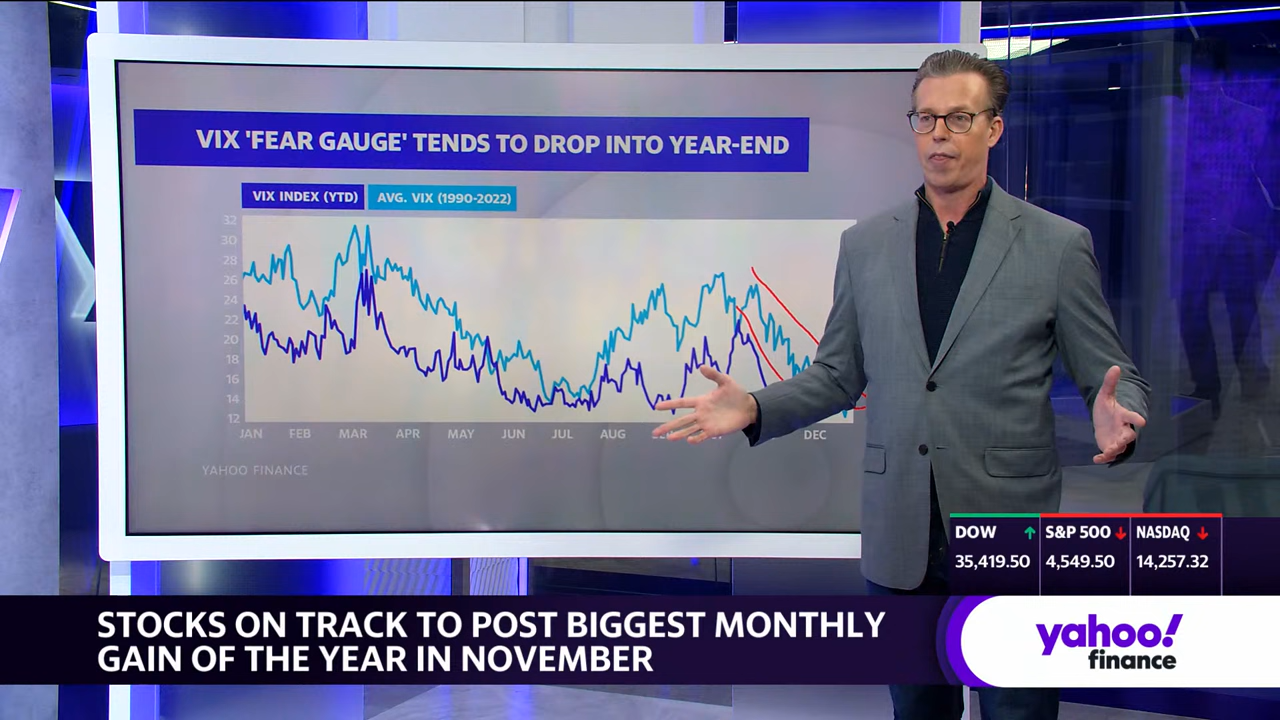 VIX 'FEAR GAUGE' TENDS TO DROP INTO YEAR-END
VIX INDEX (YTD) AVG. VIX (1990-2022)
32
30
28
26
24
22
20
18
16
14
12
JAN FEB MAR APR MAY JUN JUL AUG DEC
YAHOO FINANCE
DOW S&P 500 NASDAQ
35,419.50 4,549.50 14,257.32
STOCKS ON TRACK TO POST BIGGEST MONTHLY
GAIN OF THE YEAR IN NOVEMBER
yahoo!
finance